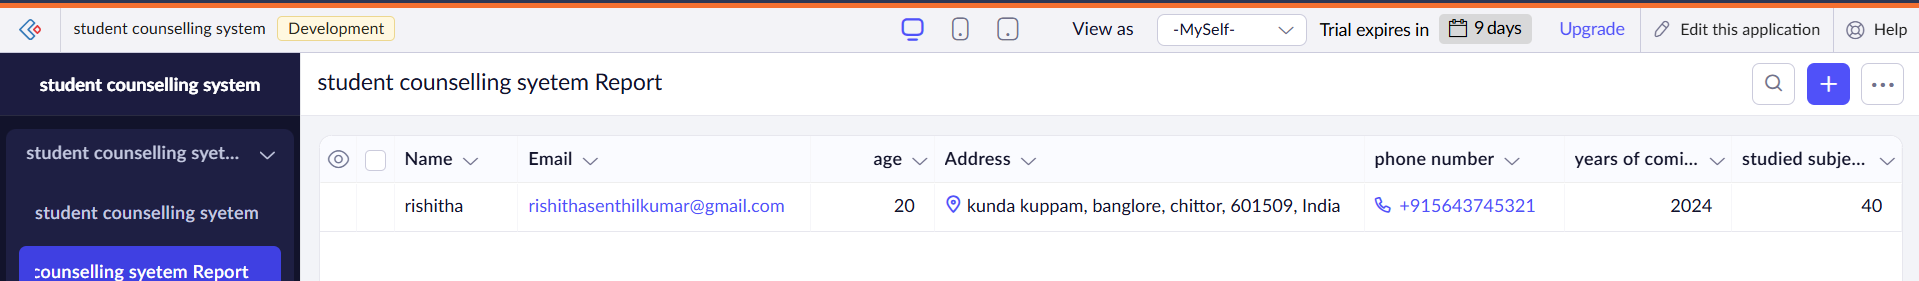 student counselling system Development View as -MySelf- Trial expires in 9 days Upgrade Edit this application Help
student counselling system
student counselling syetem Report
student counselling syet...
student counselling syetem
counselling syetem Report
Name Email age Address phone number years of comi... studied subje...
rishitha rishithasenthilkumar@gmail.com 20 kunda kuppam, banglore, chittor, 601509, India +915643745321 2024 40